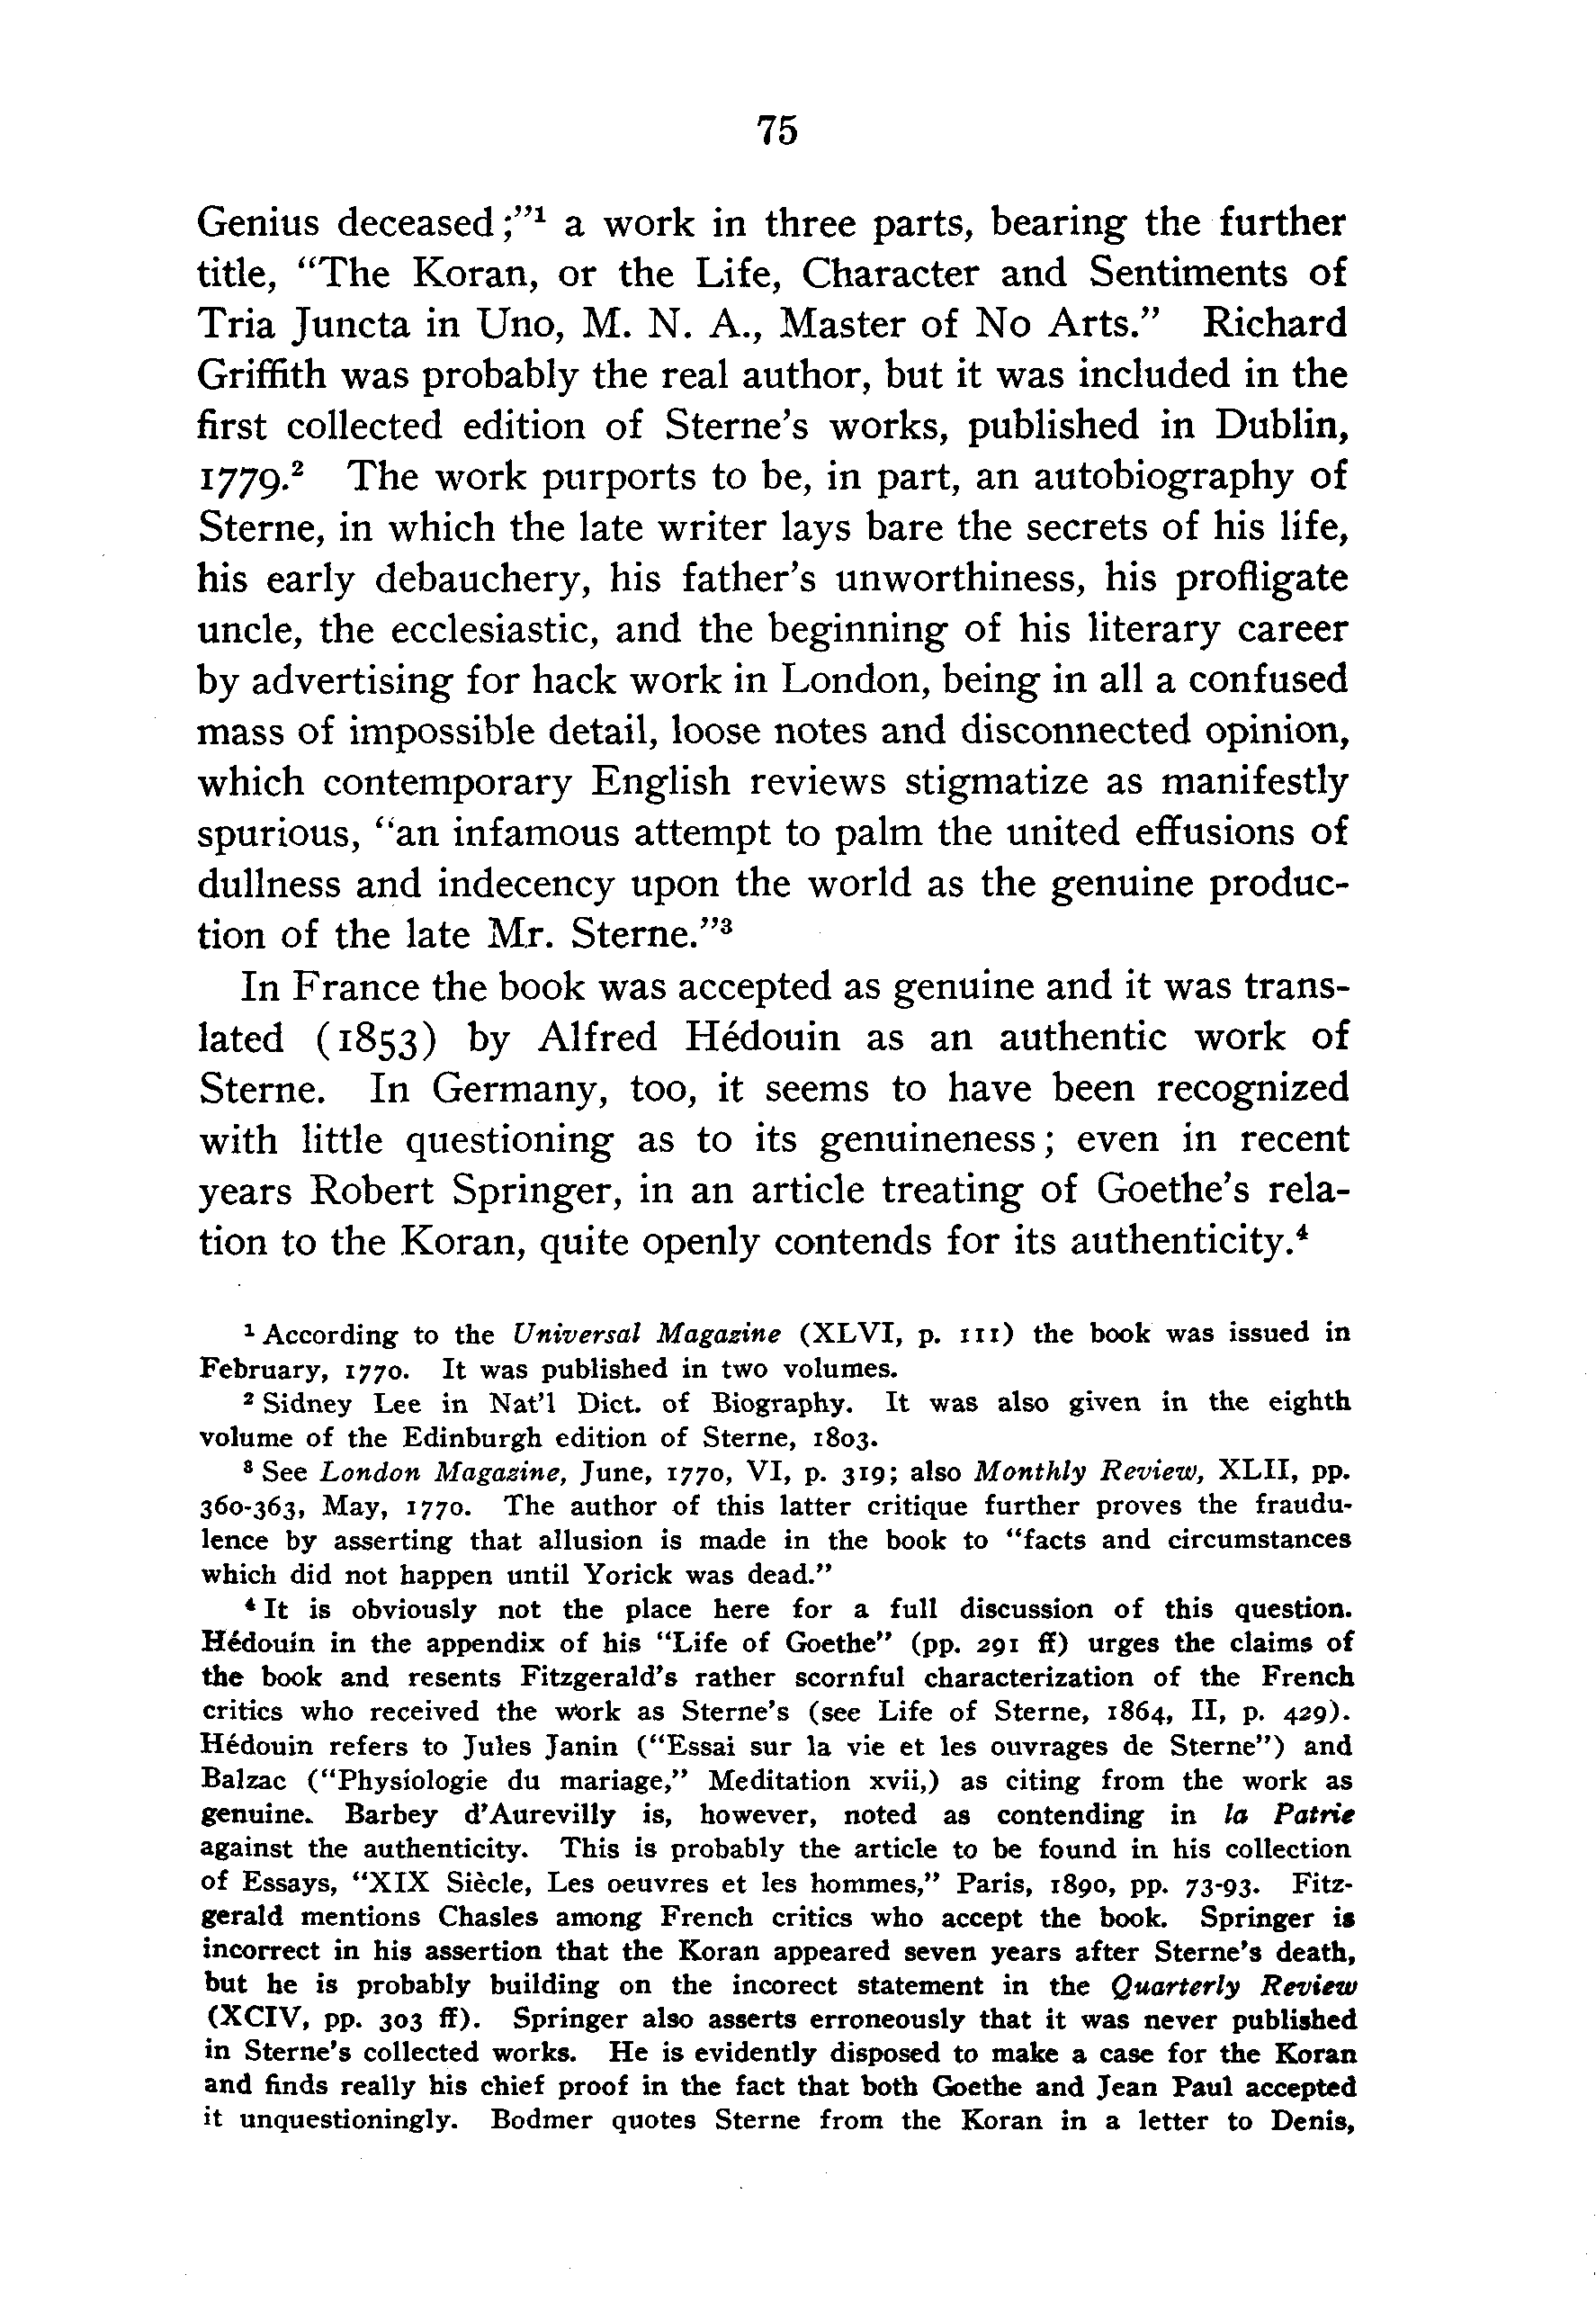 75
Genius deceased;"¹ a work in three parts, bearing the further
title, "The Koran, or the Life, Character and Sentiments of
Tria Juncta in Uno, M. N. A., Master of No Arts." Richard
Griffith was probably the real author, but it was included in the
first collected edition of Sterne's works, published in Dublin,
1779.² The work purports to be, in part, an autobiography of
Sterne, in which the late writer lays bare the secrets of his life,
his early debauchery, his father's unworthiness, his profligate
uncle, the ecclesiastic, and the beginning of his literary career
by advertising for hack work in London, being in all a confused
mass of impossible detail, loose notes and disconnected opinion,
which contemporary English reviews stigmatize as manifestly
spurious, "an infamous attempt to palm the united effusions of
dullness and indecency upon the world as the genuine produc-
tion of the late Mr. Sterne."³
In France the book was accepted as genuine and it was trans-
lated (1853) by Alfred Hédouin as an authentic work of
Sterne. In Germany, too, it seems to have been recognized
with little questioning as to its genuineness; even in recent
years Robert Springer, in an article treating of Goethe's rela-
tion to the Koran, quite openly contends for its authenticity.⁴
¹ According to the Universal Magazine (XLVI, p. 111) the book was issued in
February, 1770. It was published in two volumes.
² Sidney Lee in Nat'l Dict. of Biography. It was also given in the eighth
volume of the Edinburgh edition of Sterne, 1803.
³ See London Magazine, June, 1770, VI, p. 319; also Monthly Review, XLII, pp.
360-363, May, 1770. The author of this latter critique further proves the fraudu-
lence by asserting that allusion is made in the book to "facts and circumstances
which did not happen until Yorick was dead."
⁴ It is obviously not the place here for a full discussion of this question.
Hédouin in the appendix of his "Life of Goethe" (pp. 291 ff) urges the claims of
the book and resents Fitzgerald's rather scornful characterization of the French
critics who received the work as Sterne's (see Life of Sterne, 1864, II, p. 429).
Hédouin refers to Jules Janin ("Essai sur la vie et les ouvrages de Sterne") and
Balzac ("Physiologie du mariage," Meditation xvii,) as citing from the work as
genuine. Barbey d'Aurevilly is, however, noted as contending in la Patrie
against the authenticity. This is probably the article to be found in his collection
of Essays, "XIX Siècle, Les oeuvres et les hommes," Paris, 1890, pp. 73-93. Fitz-
gerald mentions Chasles among French critics who accept the book. Springer is
incorrect in his assertion that the Koran appeared seven years after Sterne's death,
but he is probably building on the incorect statement in the Quarterly Review
(XCIV, pp. 303 ff). Springer also asserts erroneously that it was never published
in Sterne's collected works. He is evidently disposed to make a case for the Koran
and finds really his chief proof in the fact that both Goethe and Jean Paul accepted
it unquestioningly. Bodmer quotes Sterne from the Koran in a letter to Denis,